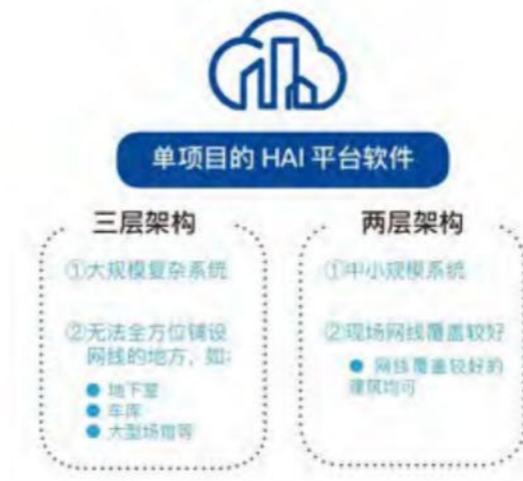 单项目的 HAI 平台软件
三层架构
①大规模复杂系统
②无法全方位铺设
网线的地方，如：
● 地下室
● 车库
● 大型场馆等
两层架构
①中小规模系统
②现场网线覆盖较好
● 网线覆盖较好的
建筑均可